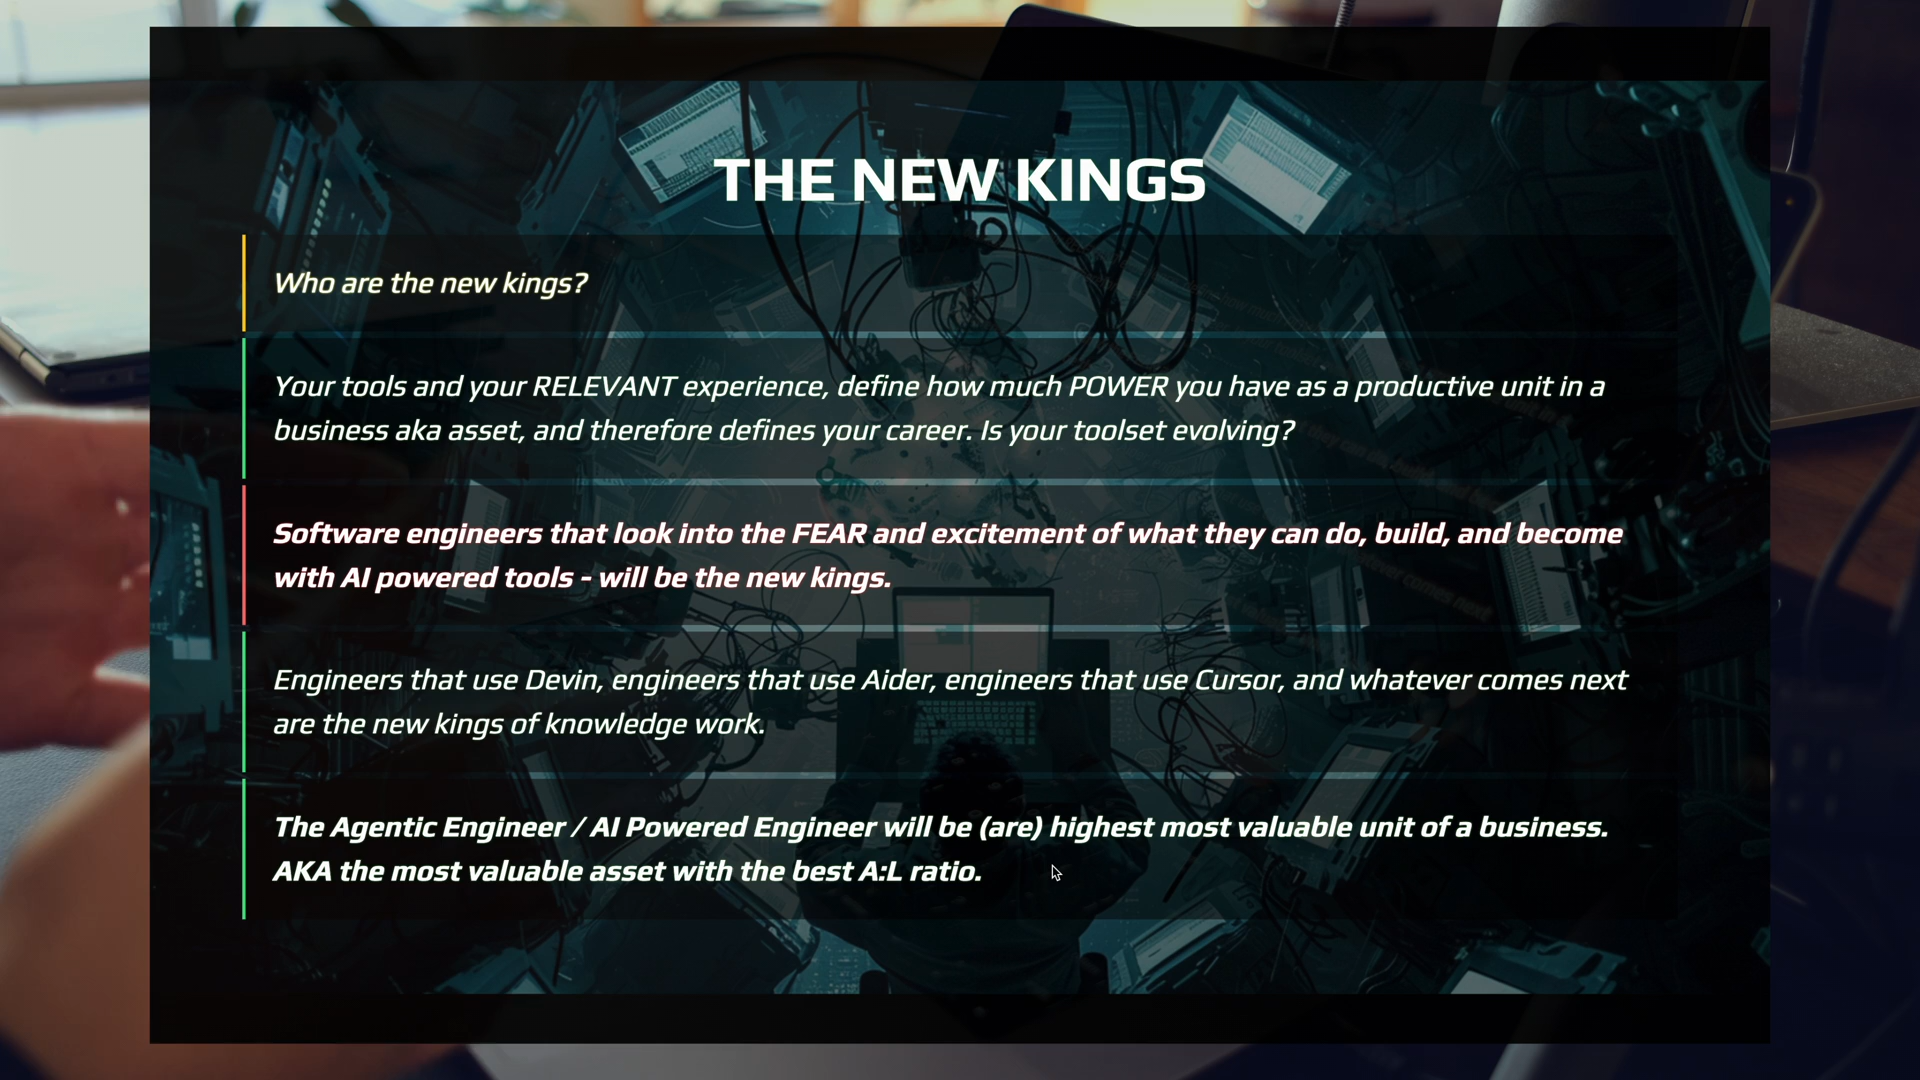 THE NEW KINGS
Who are the new kings?
Your tools and your RELEVANT experience, define how much POWER you have as a productive unit in a
business aka asset, and therefore defines your career. Is your toolset evolving?
Software engineers that look into the FEAR and excitement of what they can do, build, and become
with AI powered tools - will be the new kings.
Engineers that use Devin, engineers that use Aider, engineers that use Cursor, and whatever comes next
are the new kings of knowledge work.
The Agentic Engineer / AI Powered Engineer will be (are) highest most valuable unit of a business.
AKA the most valuable asset with the best A:L ratio.